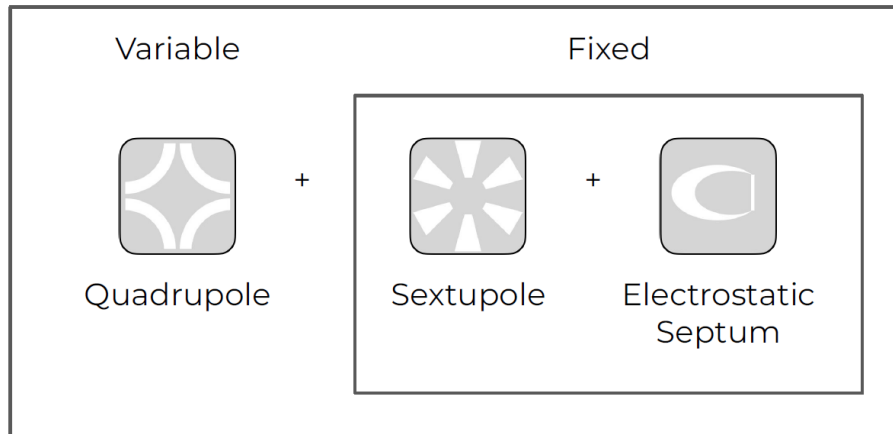 Variable
Fixed
+
+
Quadrupole
Sextupole
Electrostatic
Septum